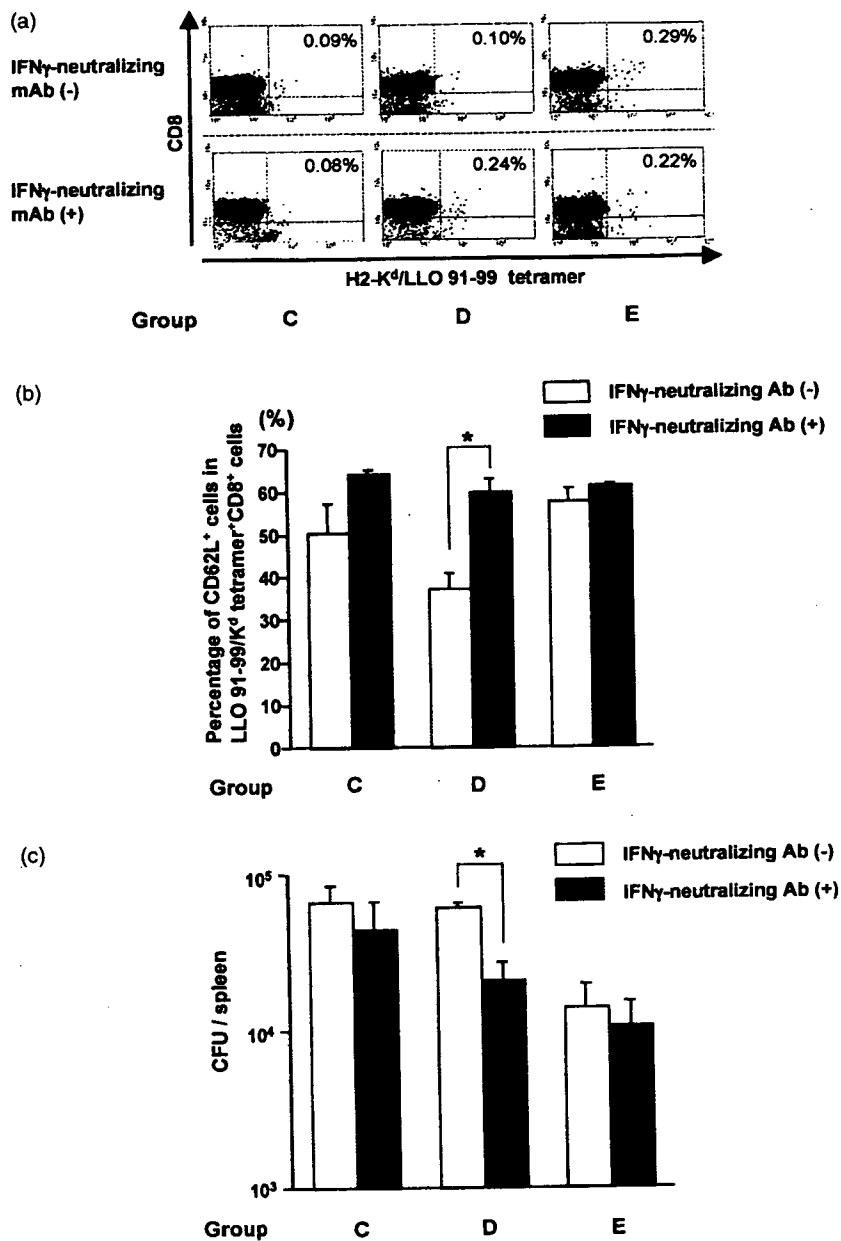 (a)
IFNγ-neutralizing
mAb (-)
0.09%
0.10%
0.29%
CD8
IFNγ-neutralizing
mAb (+)
0.08%
0.24%
0.22%
H2-Kᵈ/LLO 91-99 tetramer
Group C D E
(b)
IFNγ-neutralizing Ab (-)
IFNγ-neutralizing Ab (+)
(%)
Percentage of CD62L⁺ cells in
LLO 91-99/Kᵈ tetramer⁺CD8⁺ cells
70
60
50
40
30
20
10
0
*
Group C D E
(c)
IFNγ-neutralizing Ab (-)
IFNγ-neutralizing Ab (+)
CFU / spleen
10⁵
10⁴
10³
*
Group C D E